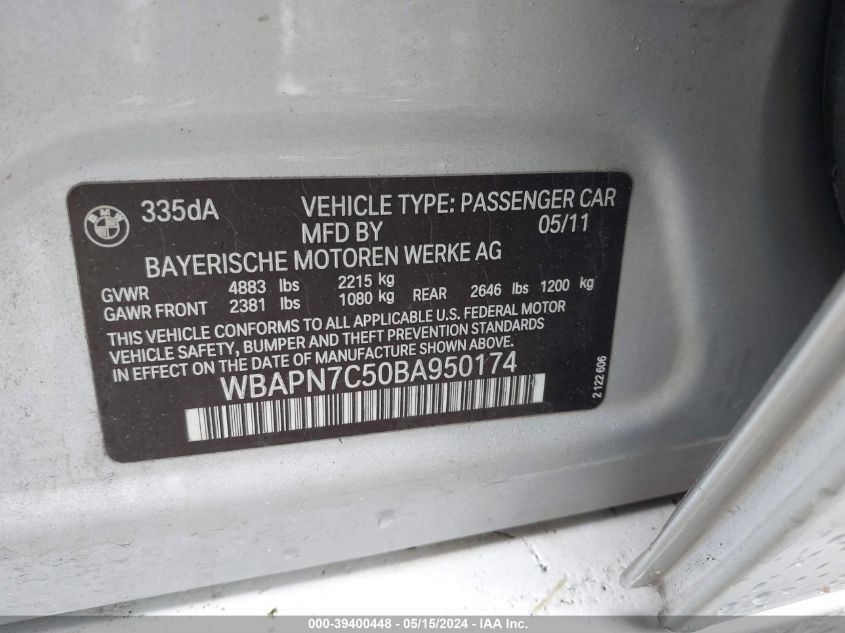 BMW
335dA VEHICLE TYPE: PASSENGER CAR
MFD BY 05/11
BAYERISCHE MOTOREN WERKE AG
GVWR 4883 lbs 2215 kg
GAWR FRONT 2381 lbs 1080 kg REAR 2646 lbs 1200 kg
THIS VEHICLE CONFORMS TO ALL APPLICABLE U.S. FEDERAL MOTOR
VEHICLE SAFETY, BUMPER AND THEFT PREVENTION STANDARDS
IN EFFECT ON THE DATE OF MANUFACTURE SHOWN ABOVE.
WBAPN7C50BA950174
2 122 606
000-39400448 - 05/15/2024 - IAA Inc.